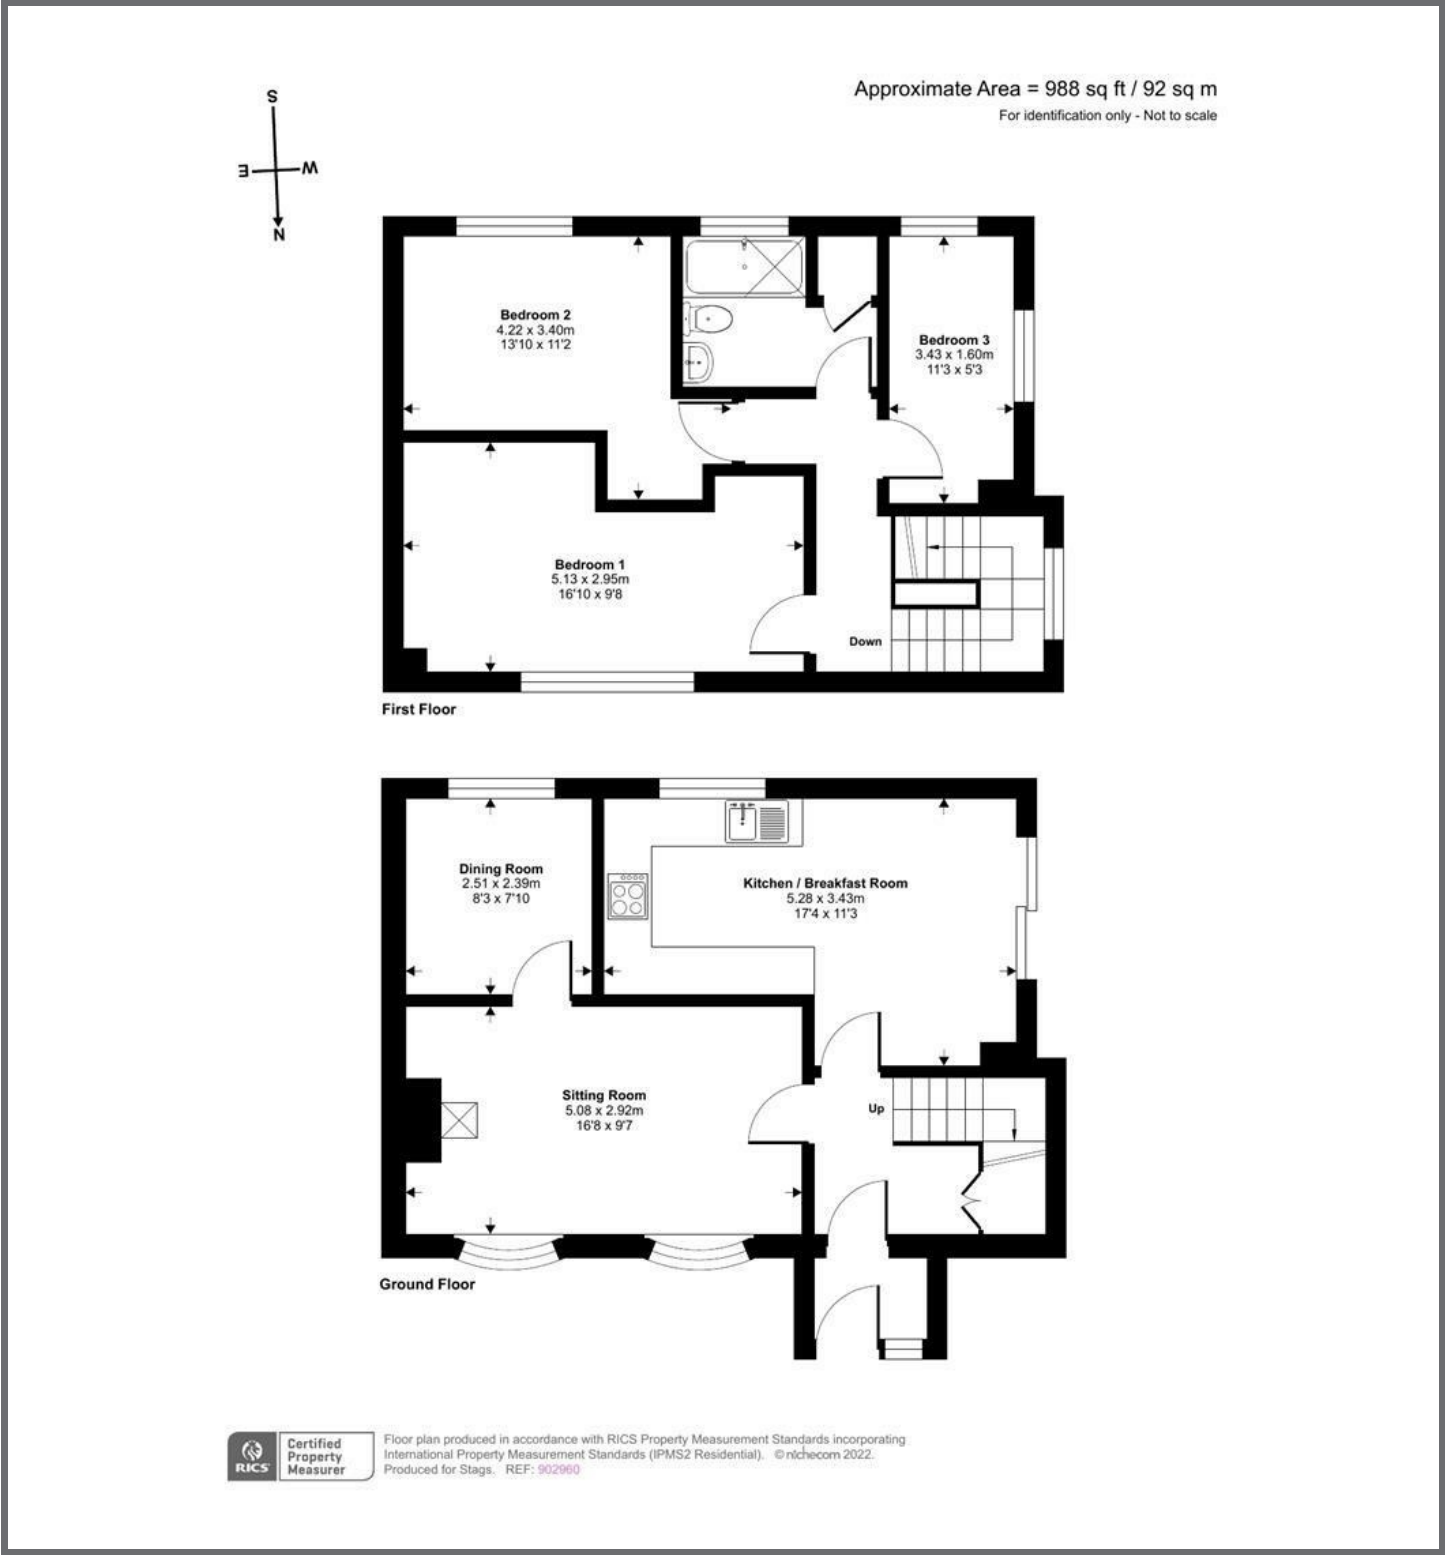 Approximate Area = 988 sq ft / 92 sq m
For identification only - Not to scale
S
E
W
N
Bedroom 2
4.22 x 3.40m
13'10 x 11'2
Bedroom 3
3.43 x 1.60m
11'3 x 5'3
Bedroom 1
5.13 x 2.95m
16'10 x 9'8
Down
First Floor
Dining Room
2.51 x 2.39m
8'3 x 7'10
Kitchen / Breakfast Room
5.28 x 3.43m
17'4 x 11'3
Sitting Room
5.08 x 2.92m
16'8 x 9'7
Up
Ground Floor
RICS
Certified
Property
Measurer
Floor plan produced in accordance with RICS Property Measurement Standards incorporating
International Property Measurement Standards (IPMS2 Residential). © nichecom 2022.
Produced for Stags. REF: 902960